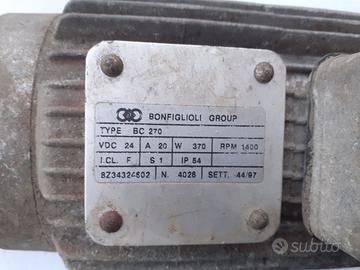 BONFIGLIOLI GROUP
TYPE BC 270
VDC 24 A 20 W 370 RPM 1400
I.CL. F S 1 IP 54
8Z34324602 N. 4028 SETT. 44/97
subito